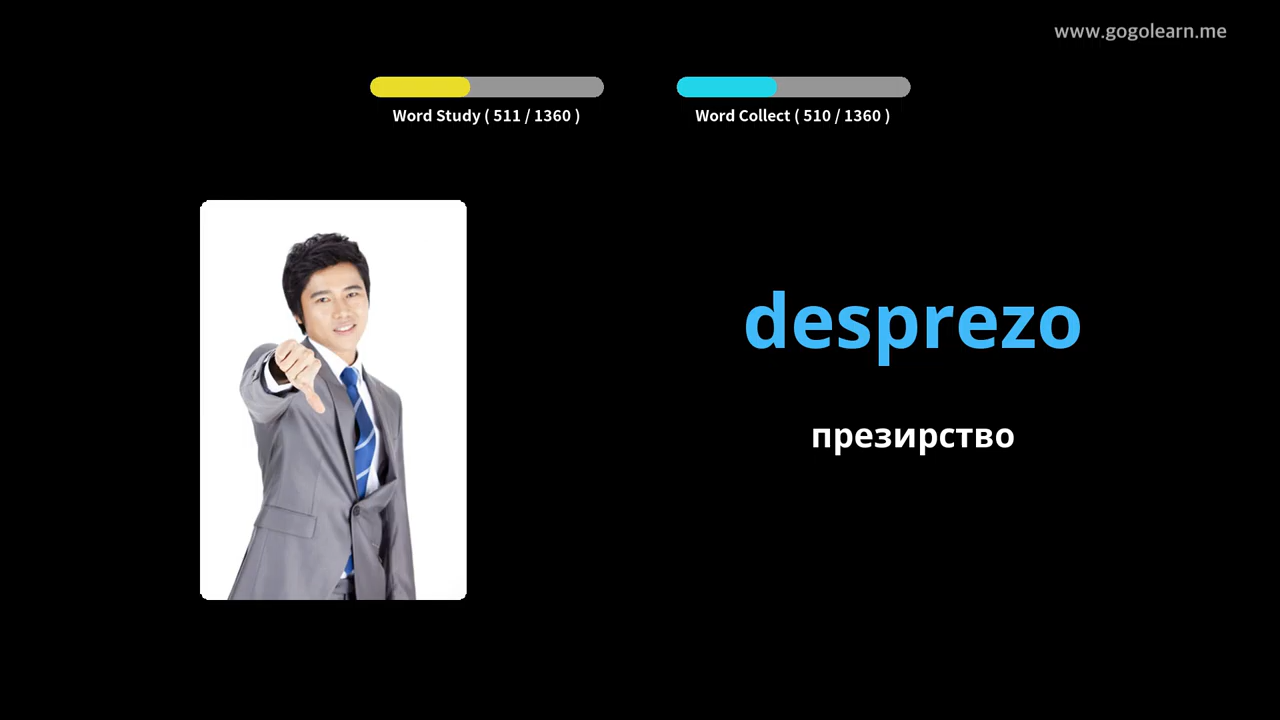 www.gogolearn.me
Word Study ( 511 / 1360 )
Word Collect ( 510 / 1360 )
desprezo
презирство